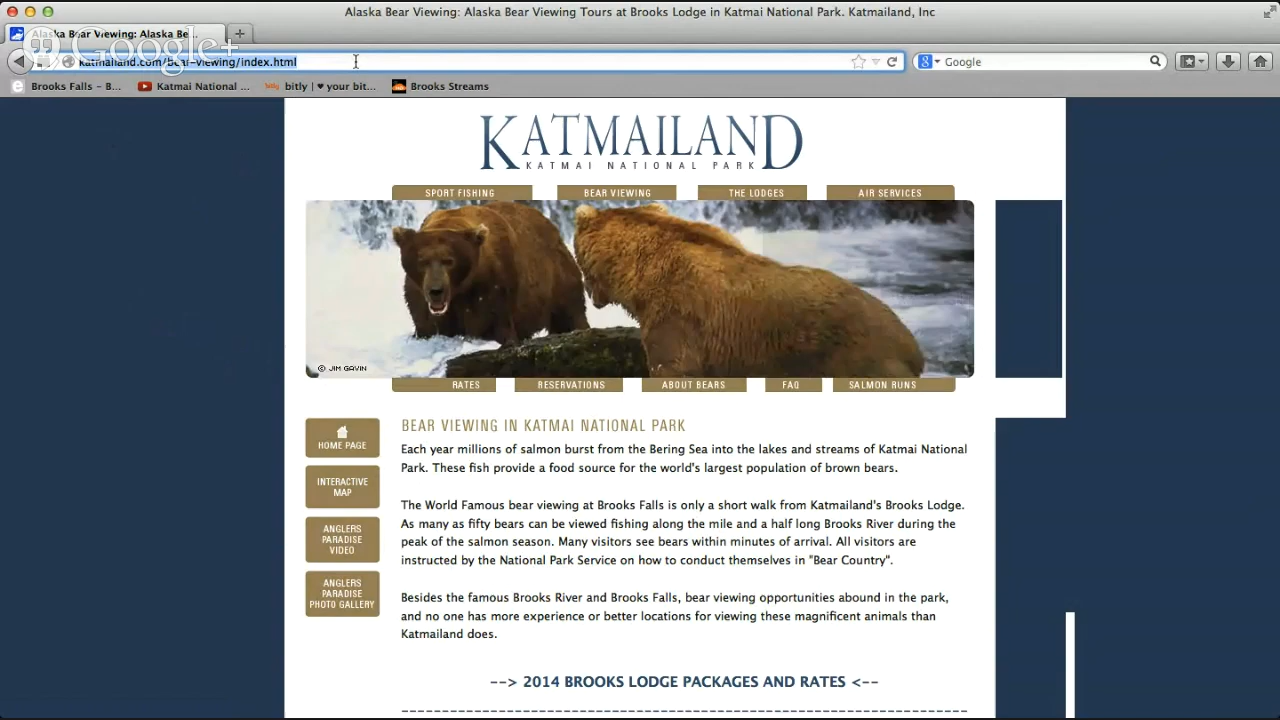 Alaska Bear Viewing: Alaska Bear Viewing Tours at Brooks Lodge in Katmai National Park. Katmailand, Inc
Alaska Bear Viewing: Alaska Be...
Google+
katmailand.com/bear-viewing/index.html
Google
Brooks Falls – B...
Katmai National ...
bitly
bitly | ♥ your bit...
Brooks Streams
KATMAILAND
KATMAI NATIONAL PARK
SPORT FISHING
BEAR VIEWING
THE LODGES
AIR SERVICES
© JIM GAVIN
RATES
RESERVATIONS
ABOUT BEARS
FAQ
SALMON RUNS
HOME PAGE
INTERACTIVE
MAP
ANGLERS
PARADISE
VIDEO
ANGLERS
PARADISE
PHOTO GALLERY
BEAR VIEWING IN KATMAI NATIONAL PARK
Each year millions of salmon burst from the Bering Sea into the lakes and streams of Katmai National
Park. These fish provide a food source for the world's largest population of brown bears.
The World Famous bear viewing at Brooks Falls is only a short walk from Katmailand's Brooks Lodge.
As many as fifty bears can be viewed fishing along the mile and a half long Brooks River during the
peak of the salmon season. Many visitors see bears within minutes of arrival. All visitors are
instructed by the National Park Service on how to conduct themselves in "Bear Country".
Besides the famous Brooks River and Brooks Falls, bear viewing opportunities abound in the park,
and no one has more experience or better locations for viewing these magnificent animals than
Katmailand does.
--> 2014 BROOKS LODGE PACKAGES AND RATES <--